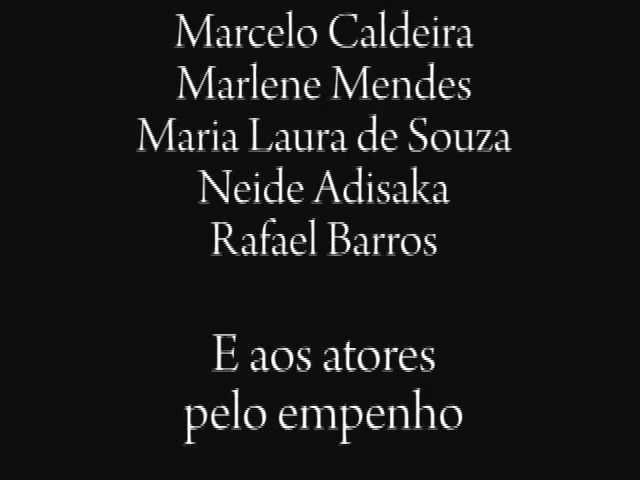 Marcelo Caldeira
Marlene Mendes
Maria Laura de Souza
Neide Adisaka
Rafael Barros
E aos atores
pelo empenho